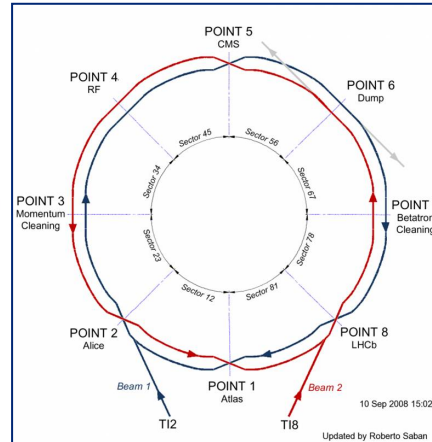 POINT 5
CMS
POINT 4
RF
POINT 6
Dump
Sector 45
Sector 56
Sector 34
Sector 67
POINT 3
Momentum
Cleaning
POINT
Betatron
Cleaning
Sector 23
Sector 78
Sector 12
Sector 81
POINT 2
Alice
POINT 8
LHCb
Beam 1
POINT 1
Atlas
Beam 2
TI2
TI8
10 Sep 2008 15:02
Updated by Roberto Saban